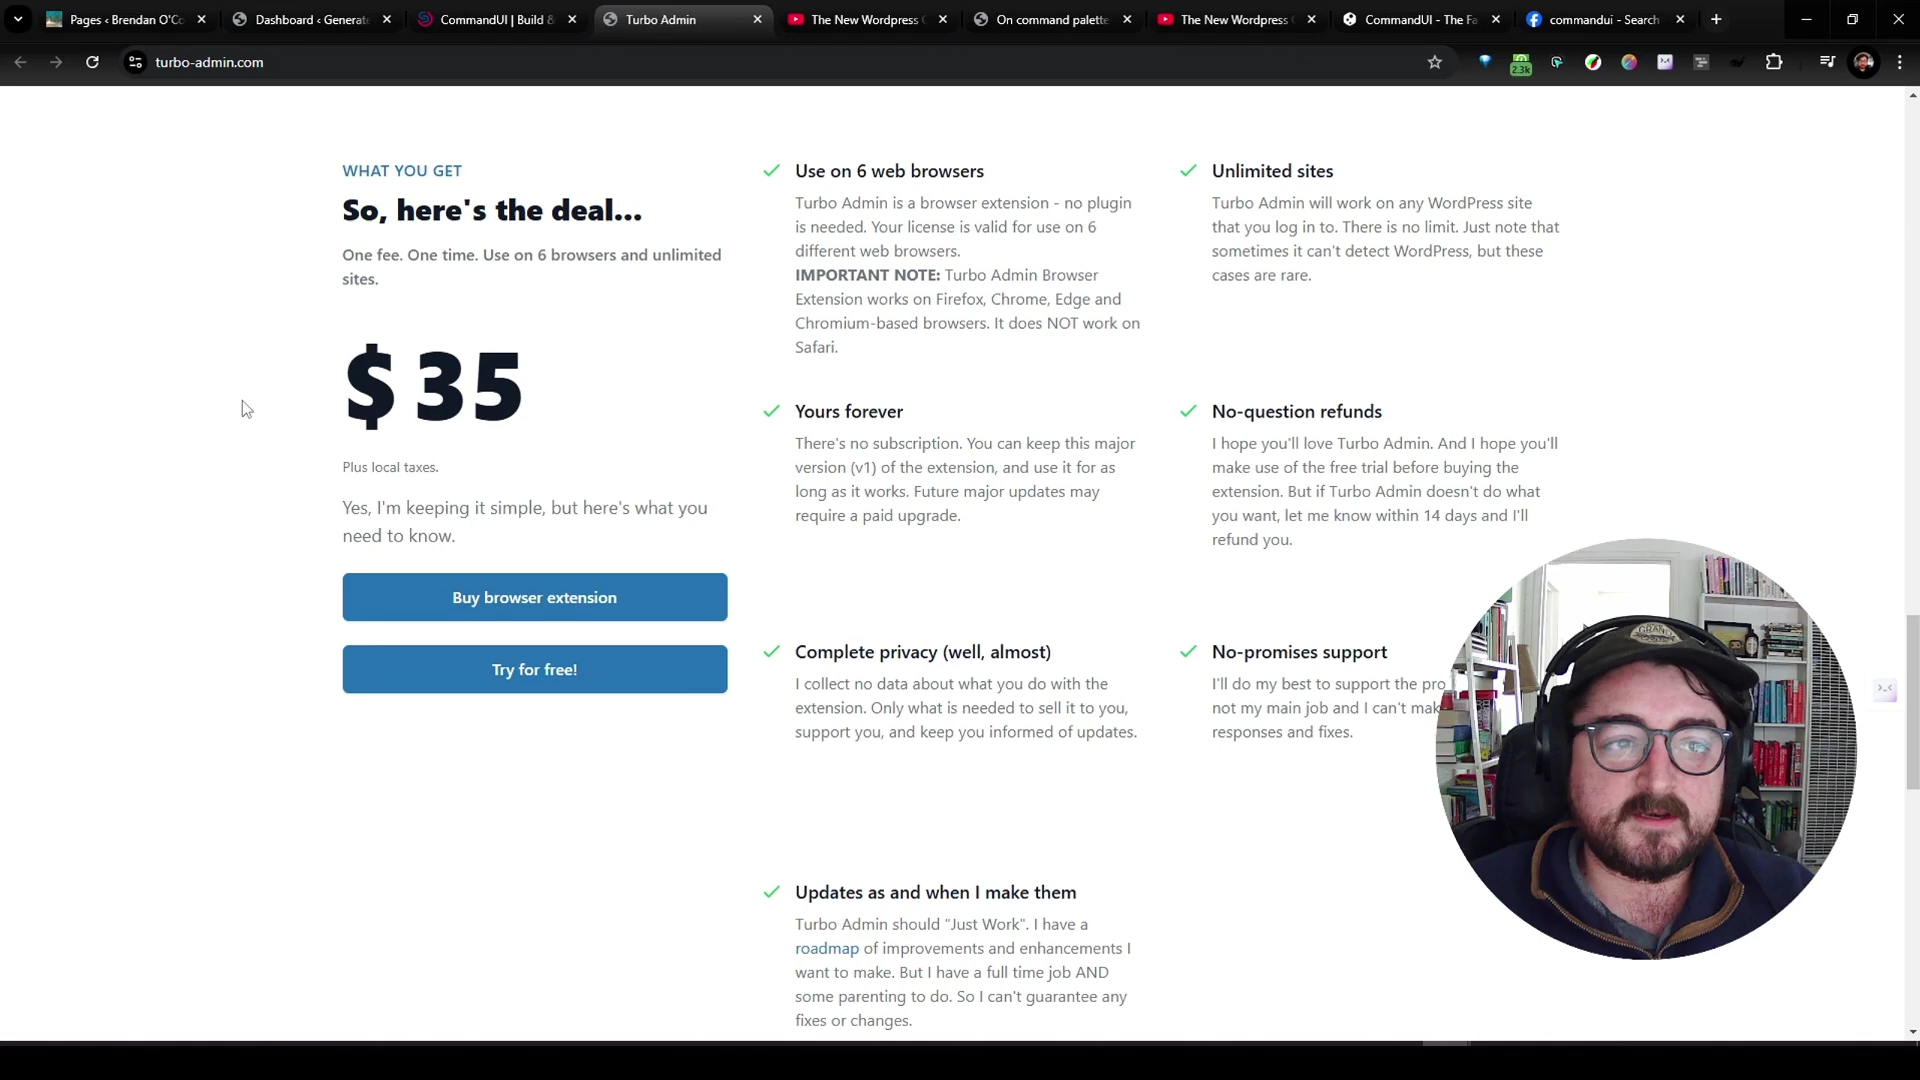 Pages ‹ Brendan O'Co
Dashboard ‹ Generate
CommandUI | Build &
Turbo Admin
The New Wordpress C
On command palette
The New Wordpress C
CommandUI - The Fa
commandui - Search
turbo-admin.com
2.3k
WHAT YOU GET
So, here's the deal...
One fee. One time. Use on 6 browsers and unlimited
sites.
$ 35
Plus local taxes.
Yes, I'm keeping it simple, but here's what you
need to know.
Buy browser extension
Try for free!
Use on 6 web browsers
Turbo Admin is a browser extension - no plugin
is needed. Your license is valid for use on 6
different web browsers.
IMPORTANT NOTE: Turbo Admin Browser
Extension works on Firefox, Chrome, Edge and
Chromium-based browsers. It does NOT work on
Safari.
Unlimited sites
Turbo Admin will work on any WordPress site
that you log in to. There is no limit. Just note that
sometimes it can't detect WordPress, but these
cases are rare.
Yours forever
There's no subscription. You can keep this major
version (v1) of the extension, and use it for as
long as it works. Future major updates may
require a paid upgrade.
No-question refunds
I hope you'll love Turbo Admin. And I hope you'll
make use of the free trial before buying the
extension. But if Turbo Admin doesn't do what
you want, let me know within 14 days and I'll
refund you.
Complete privacy (well, almost)
I collect no data about what you do with the
extension. Only what is needed to sell it to you,
support you, and keep you informed of updates.
No-promises support
I'll do my best to support the pro
not my main job and I can't mak
responses and fixes.
Updates as and when I make them
Turbo Admin should "Just Work". I have a
roadmap of improvements and enhancements I
want to make. But I have a full time job AND
some parenting to do. So I can't guarantee any
fixes or changes.